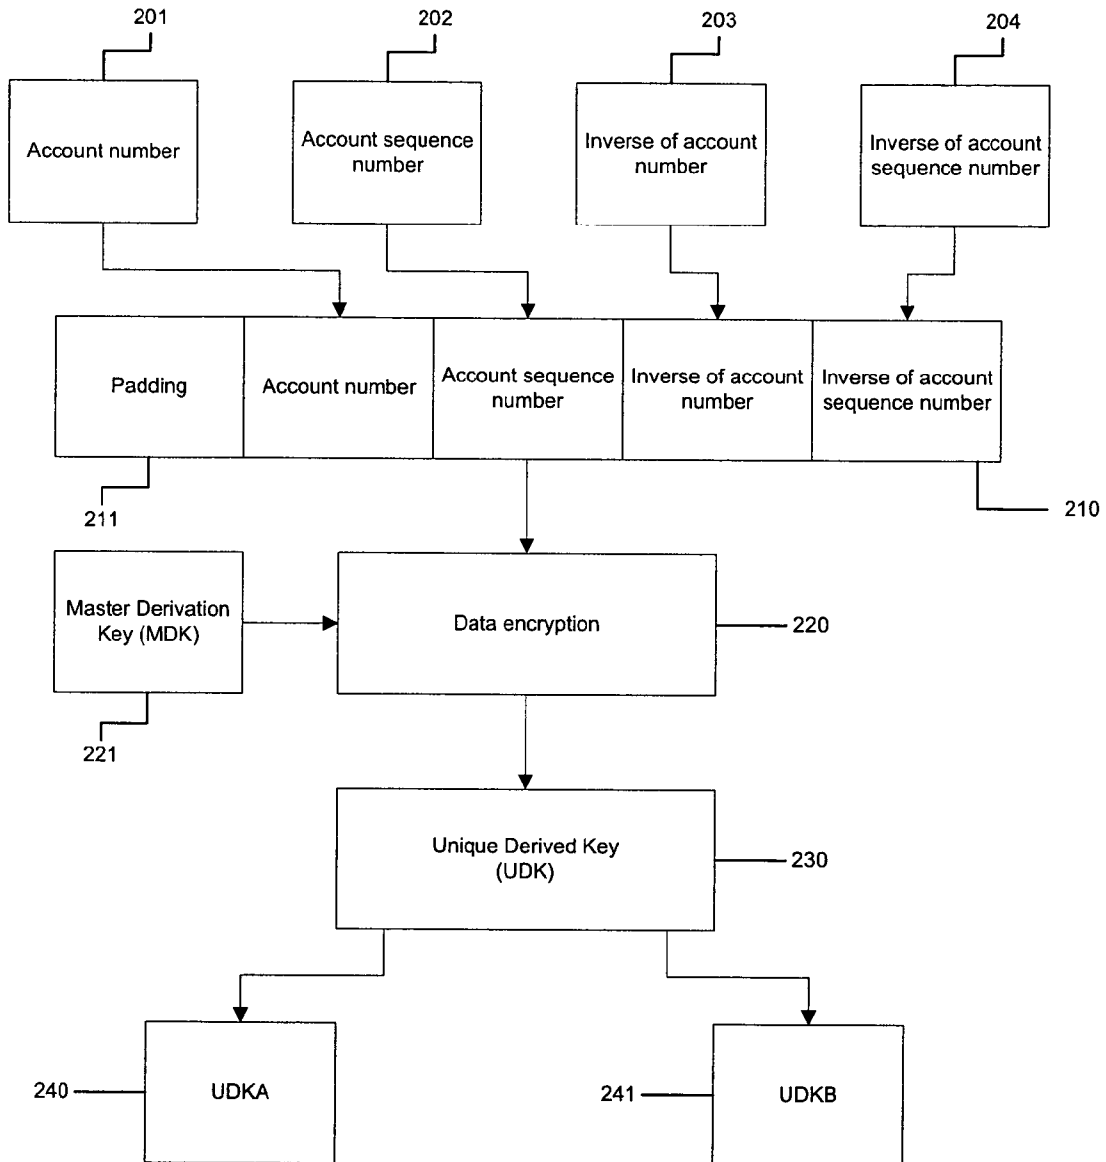 201
202
203
204
Account number
Account sequence
number
Inverse of account
number
Inverse of account
sequence number
Padding
Account number
Account sequence
number
Inverse of account
number
Inverse of account
sequence number
211
210
Master Derivation
Key (MDK)
Data encryption
220
221
Unique Derived Key
(UDK)
230
240
UDKA
241
UDKB